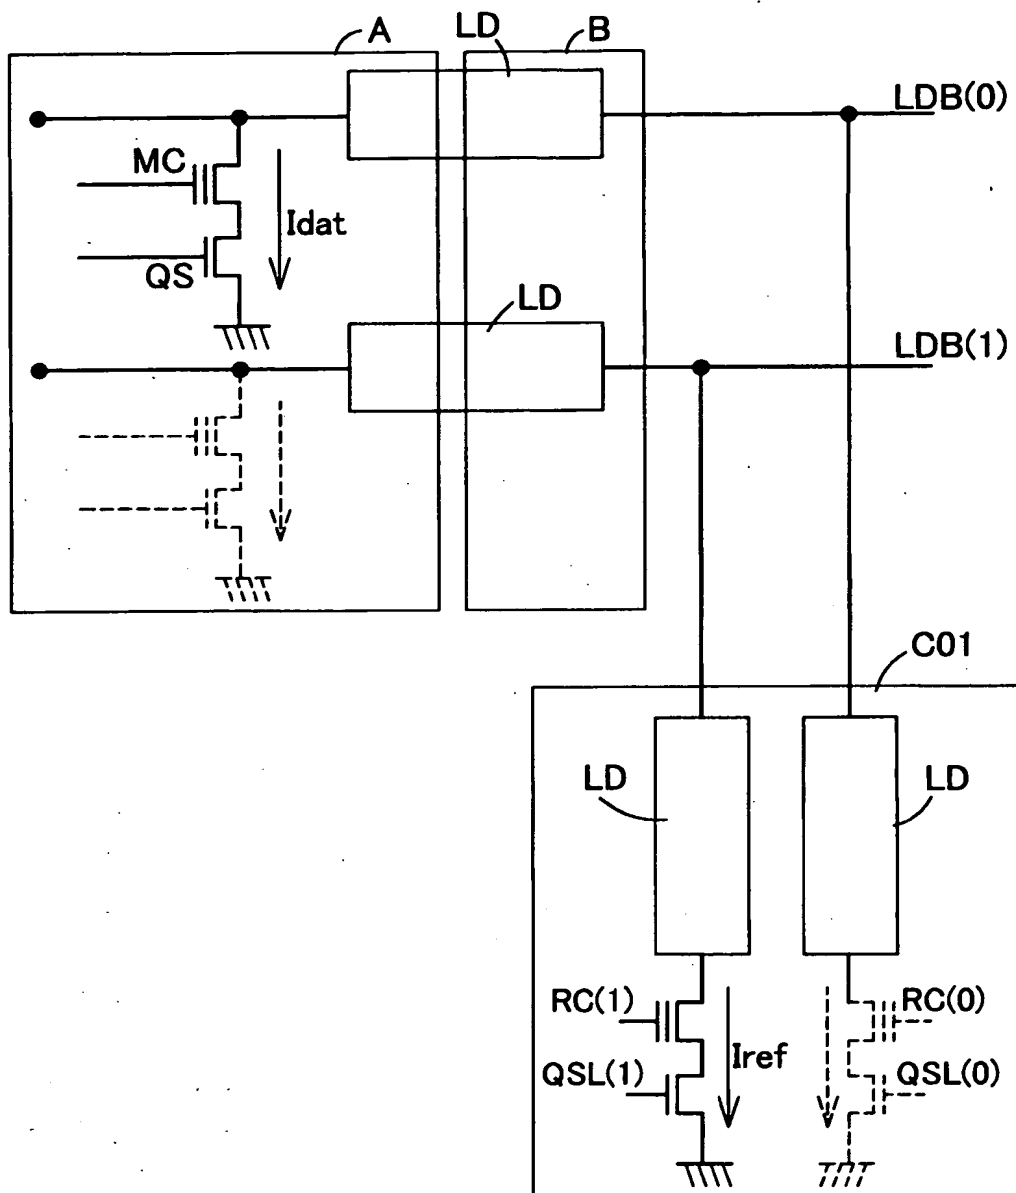 A
B
LD
LDB(0)
MC
Idat
QS
LD
LDB(1)
C01
LD
LD
RC(1)
RC(0)
Iref
QSL(1)
QSL(0)